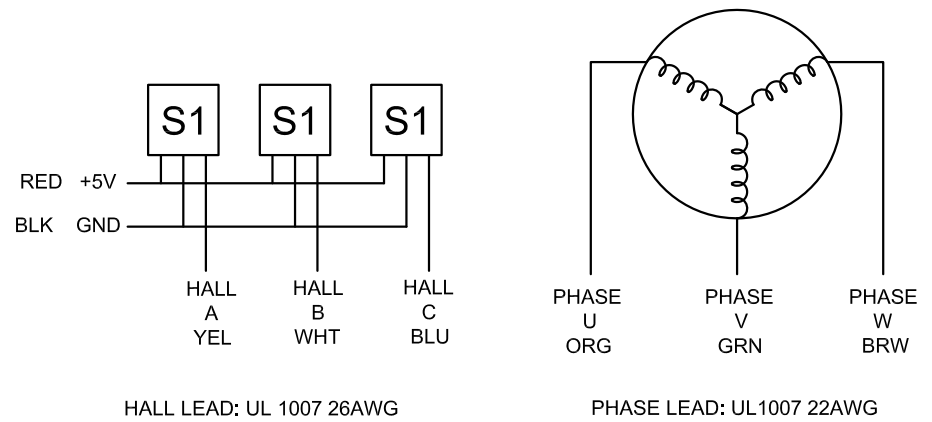 S1 S1 S1
RED +5V
BLK GND
HALL
A
YEL
HALL
B
WHT
HALL
C
BLU
HALL LEAD: UL 1007 26AWG
PHASE
U
ORG
PHASE
V
GRN
PHASE
W
BRW
PHASE LEAD: UL1007 22AWG